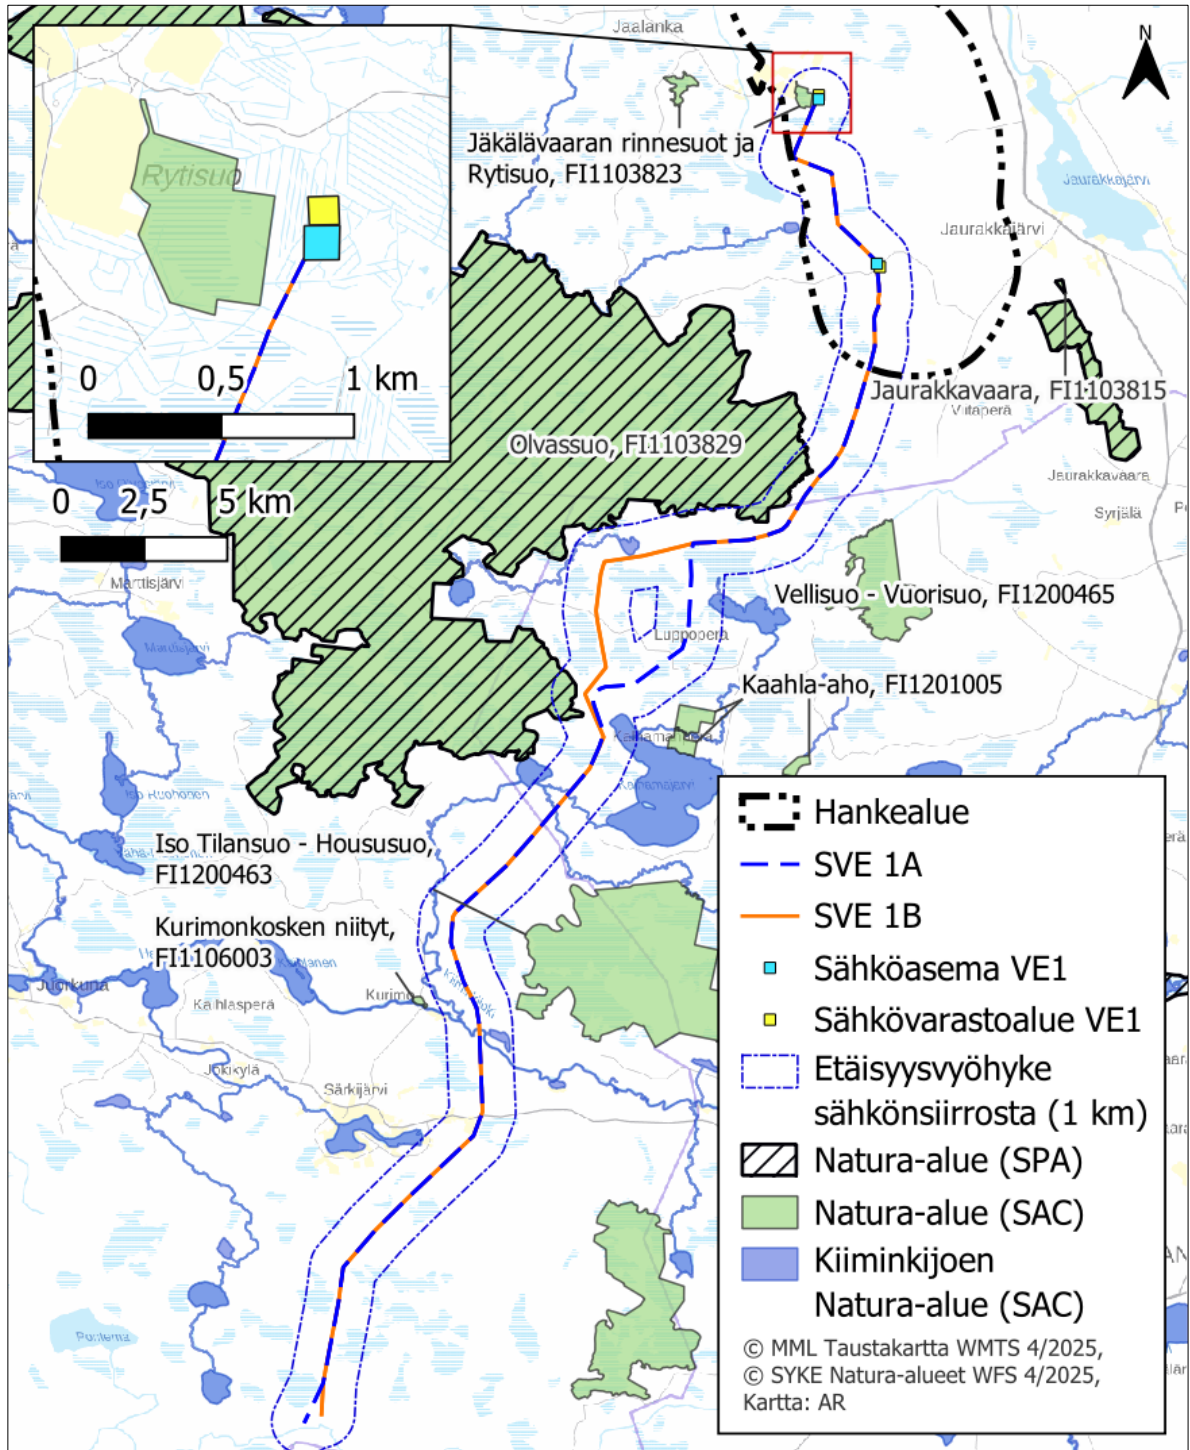 Jaalanka
N
Jäkälävaaran rinnesuot ja
Rytisuo, FI1103823
Rytisuo
Jaurakkajärvi
Jaurakkajärvi
0 0,5 1 km
Jaurakkavaara, FI1103815
Viitaperä
Olvassuo, FI1103829
Jaurakkavaara
0 2,5 5 km
Syrjälä
Marttisjärvi
Vellisuo - Vuorisuo, FI1200465
Luppoperä
Marttisjärvi
Kaahla-aho, FI1201005
Iso Tilansuo - Housusuo,
FI1200463
Kurimonkosken niityt,
FI1106003
Juorkuna
Kaihlasperä
Kurimo
Jokikylä
Särkijärvi
Hankealue
SVE 1A
SVE 1B
Sähköasema VE1
Sähkövarastoalue VE1
Etäisyysvyöhyke
sähkönsiirrosta (1 km)
Natura-alue (SPA)
Natura-alue (SAC)
Kiiminkijoen
Natura-alue (SAC)
© MML Taustakartta WMTS 4/2025,
© SYKE Natura-alueet WFS 4/2025,
Kartta: AR